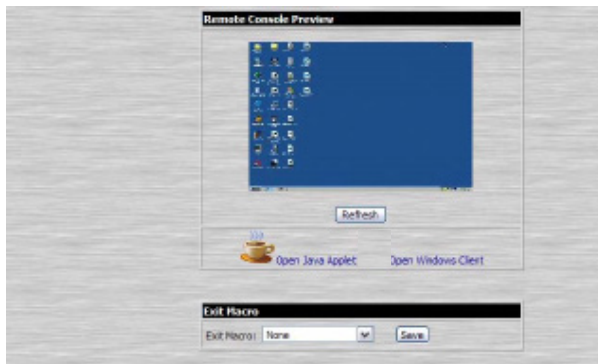 Remote Console Preview
Refresh
Open Java Applet
Open Windows Client
Exit Macro
Exit Macro: None
Save